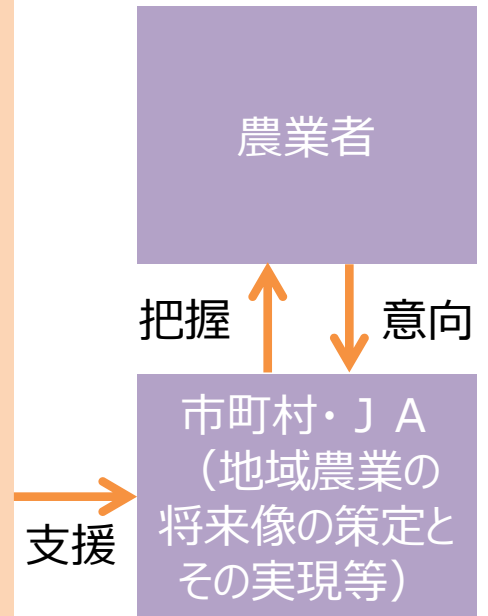 農業者
把握
意向
市町村・ＪＡ
（地域農業の
将来像の策定と
その実現等）
支援